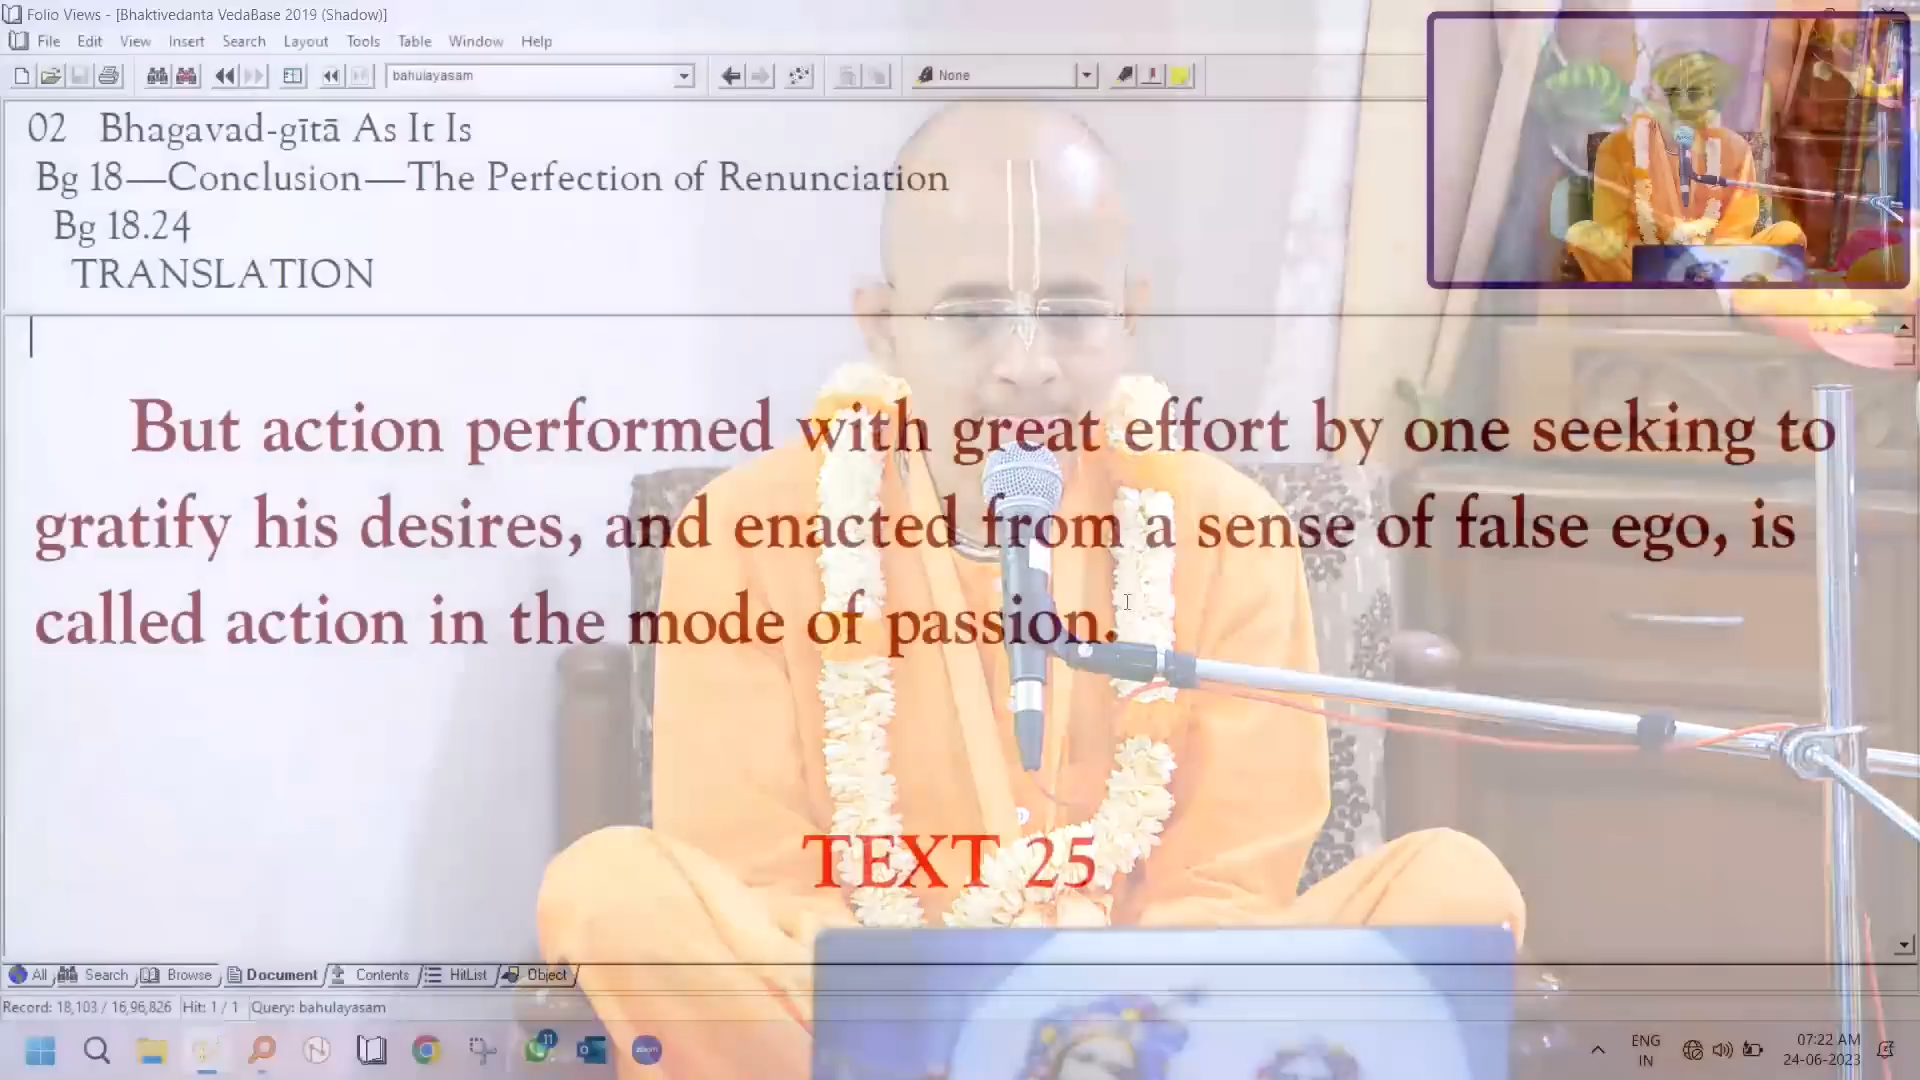 Folio Views - [Bhaktivedanta VedaBase 2019 (Shadow)]
File Edit View Insert Search Layout Tools Table Window Help
bahulayasam
None
02 Bhagavad-gītā As It Is
Bg 18—Conclusion—The Perfection of Renunciation
Bg 18.24
TRANSLATION
But action performed with great effort by one seeking to
gratify his desires, and enacted from a sense of false ego, is
called action in the mode of passion.
TEXT 25
All Search Browse Document Contents HitList Object
Record: 18,103 / 16,96,826 Hit: 1 / 1 Query: bahulayasam
11
zoom
ENG
IN
07:22 AM
24-06-2023